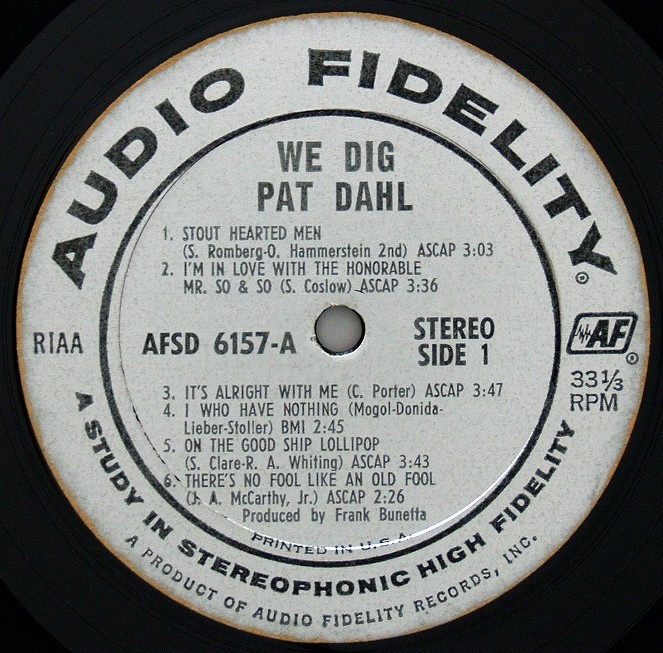 AUDIO FIDELITY®
WE DIG
PAT DAHL
1. STOUT HEARTED MEN
(S. Romberg-O. Hammerstein 2nd) ASCAP 3:03
2. I'M IN LOVE WITH THE HONORABLE
MR. SO & SO (S. Coslow) ASCAP 3:36
RIAA
AFSD 6157-A
STEREO
SIDE 1
AF®
33⅓
RPM
3. IT'S ALRIGHT WITH ME (C. Porter) ASCAP 3:47
4. I WHO HAVE NOTHING (Mogol-Donida-
Lieber-Stoller) BMI 2:45
5. ON THE GOOD SHIP LOLLIPOP
(S. Clare-R. A. Whiting) ASCAP 3:43
6. THERE'S NO FOOL LIKE AN OLD FOOL
(J. A. McCarthy, Jr.) ASCAP 2:26
Produced by Frank Bunetta
PRINTED IN U.S.A.
A STUDY IN STEREOPHONIC HIGH FIDELITY
A PRODUCT OF AUDIO FIDELITY RECORDS, INC.